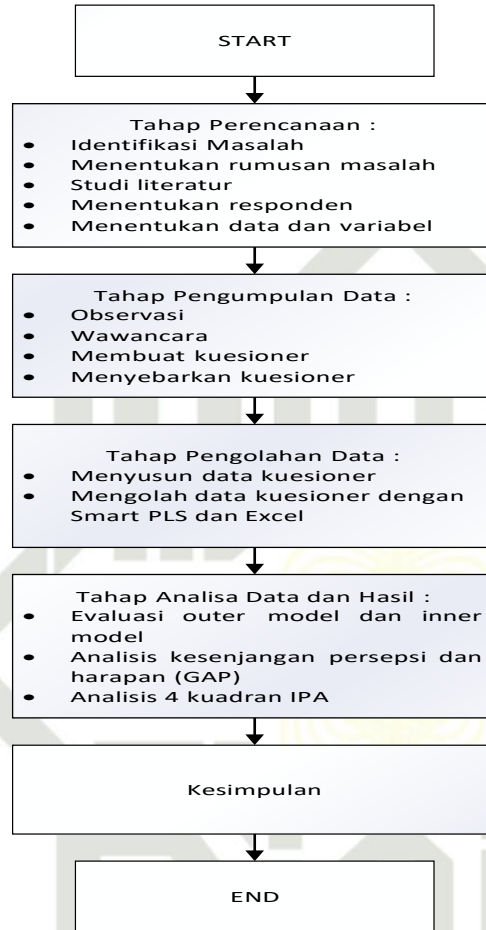 START
Tahap Perencanaan :
• Identifikasi Masalah
• Menentukan rumusan masalah
• Studi literatur
• Menentukan responden
• Menentukan data dan variabel
Tahap Pengumpulan Data :
• Observasi
• Wawancara
• Membuat kuesioner
• Menyebarkan kuesioner
Tahap Pengolahan Data :
• Menyusun data kuesioner
• Mengolah data kuesioner dengan
Smart PLS dan Excel
Tahap Analisa Data dan Hasil :
• Evaluasi outer model dan inner
model
• Analisis kesenjangan persepsi dan
harapan (GAP)
• Analisis 4 kuadran IPA
Kesimpulan
END